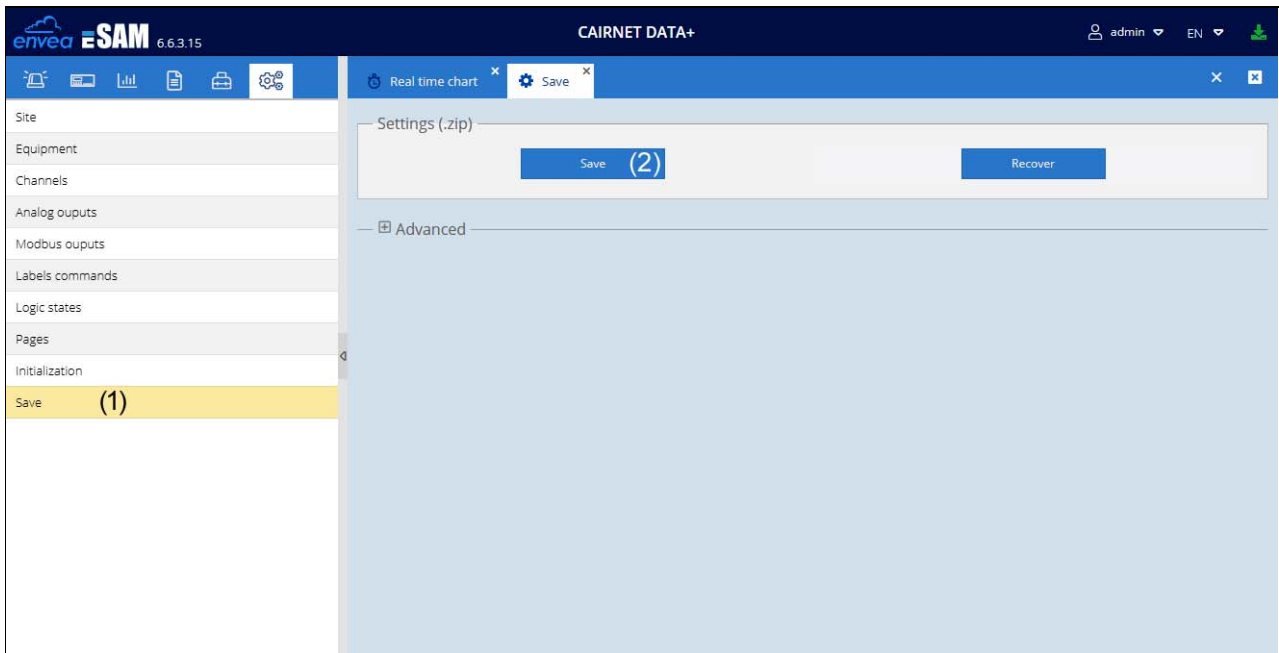 envea eSAM 6.6.3.15
CAIRNET DATA+
admin
EN
Real time chart
Save
Site
Equipment
Channels
Analog ouputs
Modbus ouputs
Labels commands
Logic states
Pages
Initialization
Save (1)
Settings (.zip)
Save (2)
Recover
Advanced